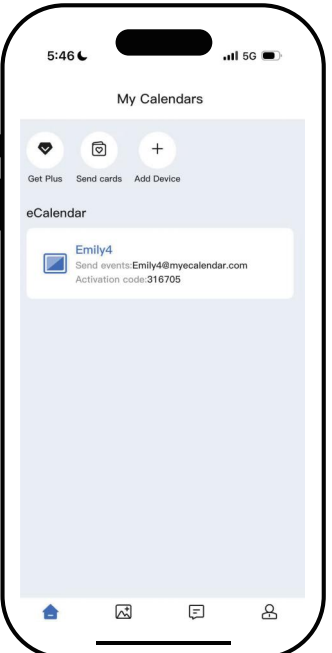 5:46
5G
My Calendars
Get Plus
Send cards
Add Device
eCalendar
Emily4
Send events:Emily4@myecalendar.com
Activation code:316705